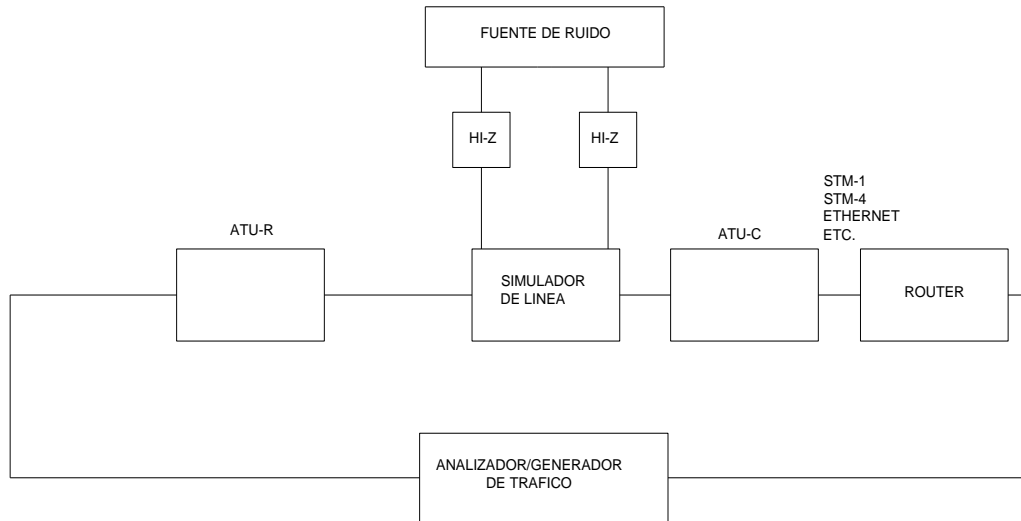 FUENTE DE RUIDO
HI-Z
HI-Z
STM-1
STM-4
ETHERNET
ETC.
ATU-R
ATU-C
SIMULADOR
DE LINEA
ROUTER
ANALIZADOR/GENERADOR
DE TRAFICO